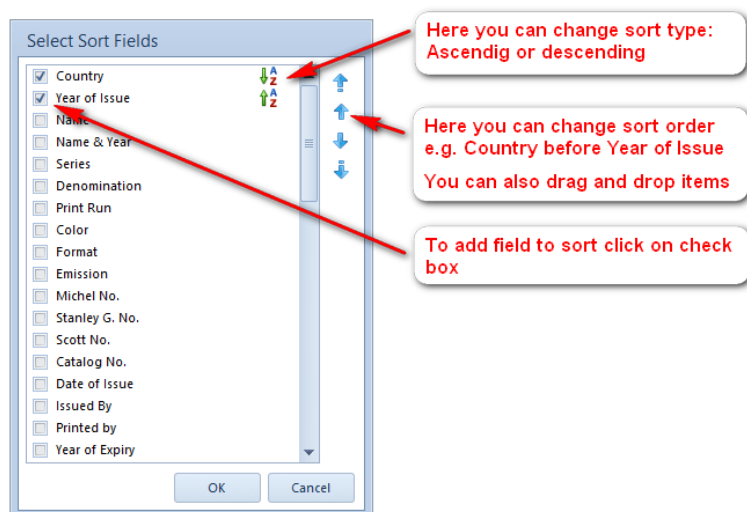 Select Sort Fields
Country
Year of Issue
Name
Name & Year
Series
Denomination
Print Run
Color
Format
Emission
Michel No.
Stanley G. No.
Scott No.
Catalog No.
Date of Issue
Issued By
Printed by
Year of Expiry
OK
Cancel
A
Z
A
Z
Here you can change sort type:
Ascendig or descending
Here you can change sort order
e.g. Country before Year of Issue
You can also drag and drop items
To add field to sort click on check
box